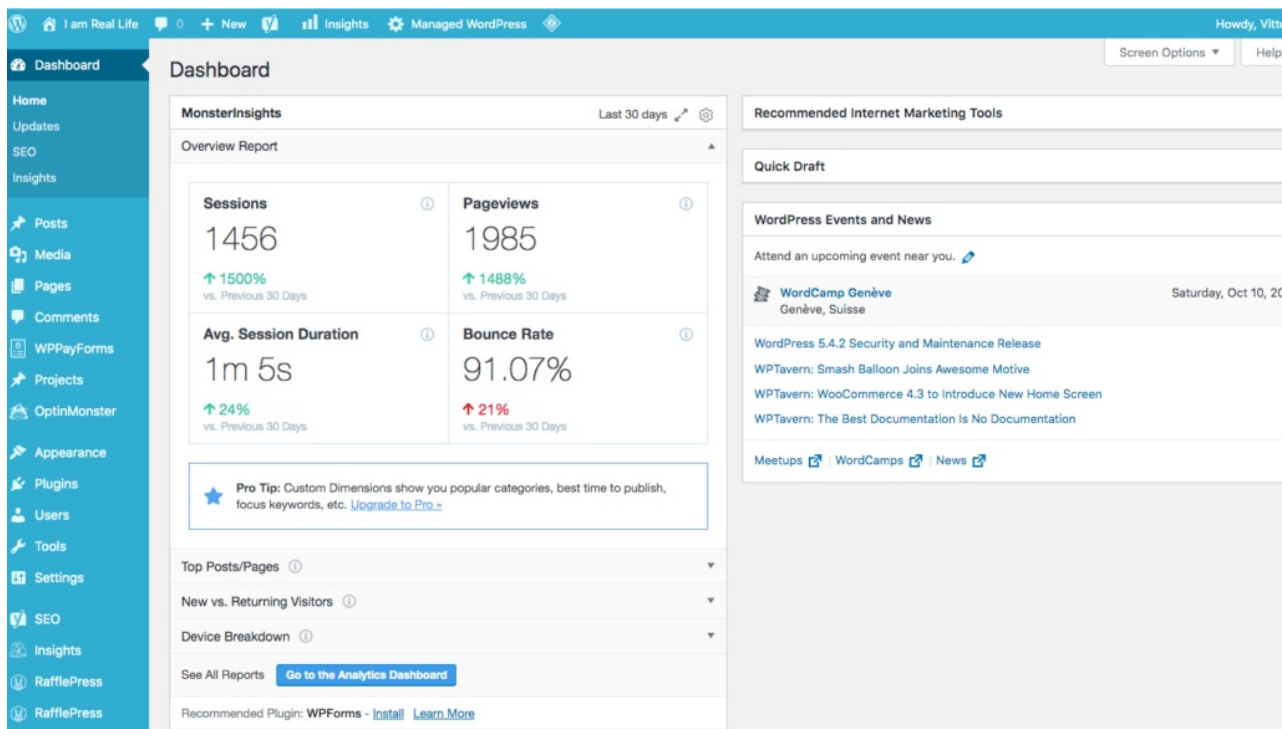 I am Real Life 0 New Insights Managed WordPress Howdy,
Screen Options Help
Dashboard
Home
Updates
SEO
Insights
Posts
Media
Pages
Comments
WPPayForms
Projects
OptinMonster
Appearance
Plugins
Users
Tools
Settings
SEO
Insights
RafflePress
RafflePress
Dashboard
MonsterInsights Last 30 days
Overview Report
Sessions
1456
1500%
vs. Previous 30 Days
Pageviews
1985
1488%
vs. Previous 30 Days
Avg. Session Duration
1m 5s
24%
vs. Previous 30 Days
Bounce Rate
91.07%
21%
vs. Previous 30 Days
Pro Tip: Custom Dimensions show you popular categories, best time to publish,
focus keywords, etc. Upgrade to Pro »
Top Posts/Pages
New vs. Returning Visitors
Device Breakdown
See All Reports Go to the Analytics Dashboard
Recommended Plugin: WPForms - Install Learn More
Recommended Internet Marketing Tools
Quick Draft
WordPress Events and News
Attend an upcoming event near you.
WordCamp Genève Saturday, Oct 10,
Genève, Suisse
WordPress 5.4.2 Security and Maintenance Release
WPTavern: Smash Balloon Joins Awesome Motive
WPTavern: WooCommerce 4.3 to Introduce New Home Screen
WPTavern: The Best Documentation Is No Documentation
Meetups | WordCamps | News